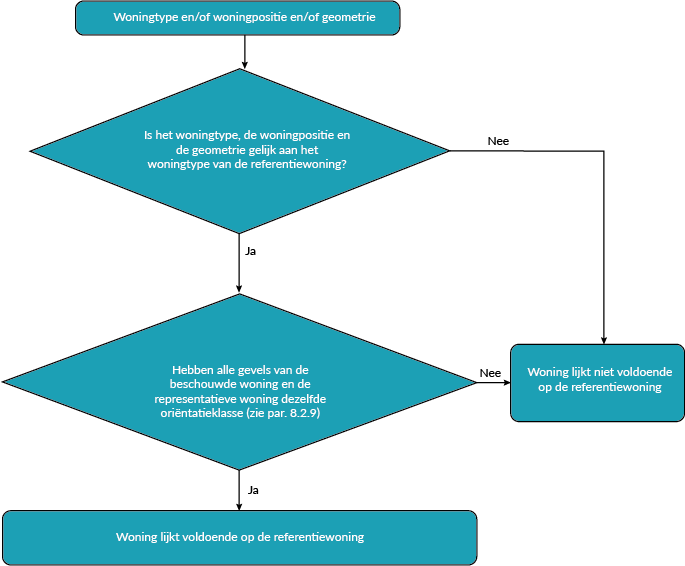 Woningtype en/of woningpositie en/of geometrie
Is het woningtype, de woningpositie en
de geometrie gelijk aan het
woningtype van de referentiewoning?
Nee
Ja
Hebben alle gevels van de
beschouwde woning en de
representatieve woning dezelfde
oriëntatieklasse (zie par. 8.2.9)
Nee
Woning lijkt niet voldoende
op de referentiewoning
Ja
Woning lijkt voldoende op de referentiewoning